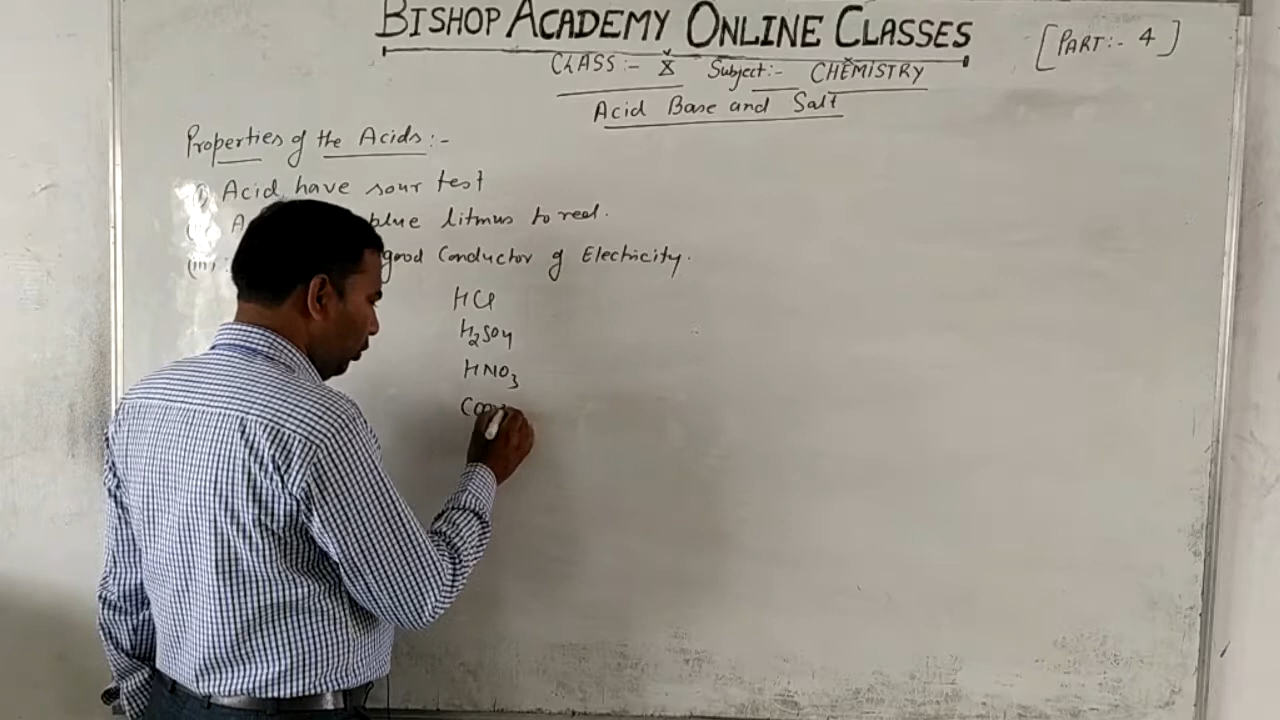 BISHOP ACADEMY ONLINE CLASSES
[PART:- 4]
CLASS:- X Subject:- CHEMISTRY
Acid Base and Salt
Properties of the Acids:-
(i) Acid have sour test
blue litmus to red.
(iii) good Conductor of Electricity.
HCl
H2SO4
HNO3